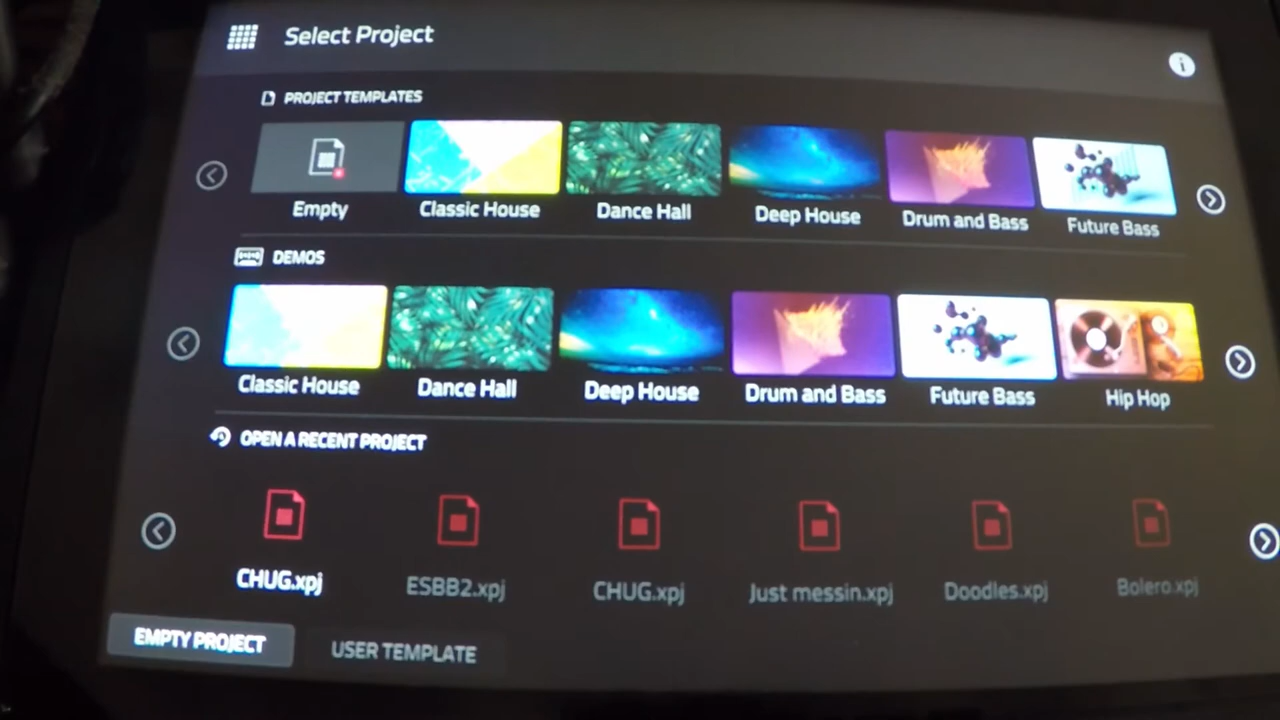 Select Project
PROJECT TEMPLATES
Empty Classic House Dance Hall Deep House Drum and Bass Future Bass
DEMOS
Classic House Dance Hall Deep House Drum and Bass Future Bass Hip Hop
OPEN A RECENT PROJECT
CHUG.xpj ESBB2.xpj CHUG.xpj Just messin.xpj Doodles.xpj Bolero.xpj
EMPTY PROJECT USER TEMPLATE